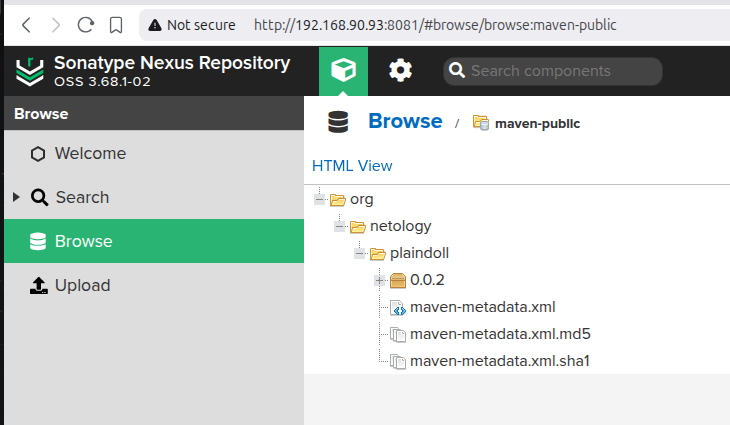 Not secure http://192.168.90.93:8081/#browse/browse:maven-public
Sonatype Nexus Repository
OSS 3.68.1-02
Search components
Browse
Browse / maven-public
Welcome
HTML View
Search
org
netology
Browse
plaindoll
0.0.2
Upload
maven-metadata.xml
maven-metadata.xml.md5
maven-metadata.xml.sha1